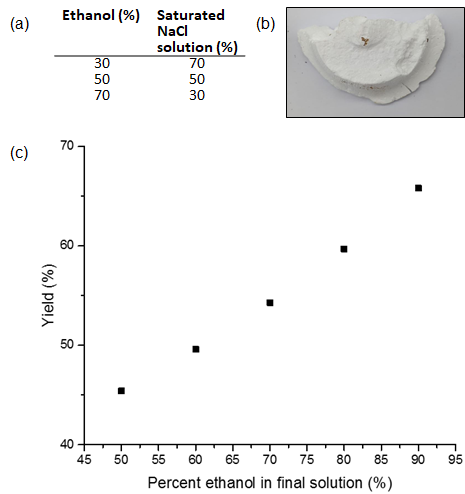 (a)
Ethanol (%) Saturated NaCl solution (%)
30 70
50 50
70 30
(b)
(c)
70
60
50
40
Yield (%)
45 50 55 60 65 70 75 80 85 90 95
Percent ethanol in final solution (%)